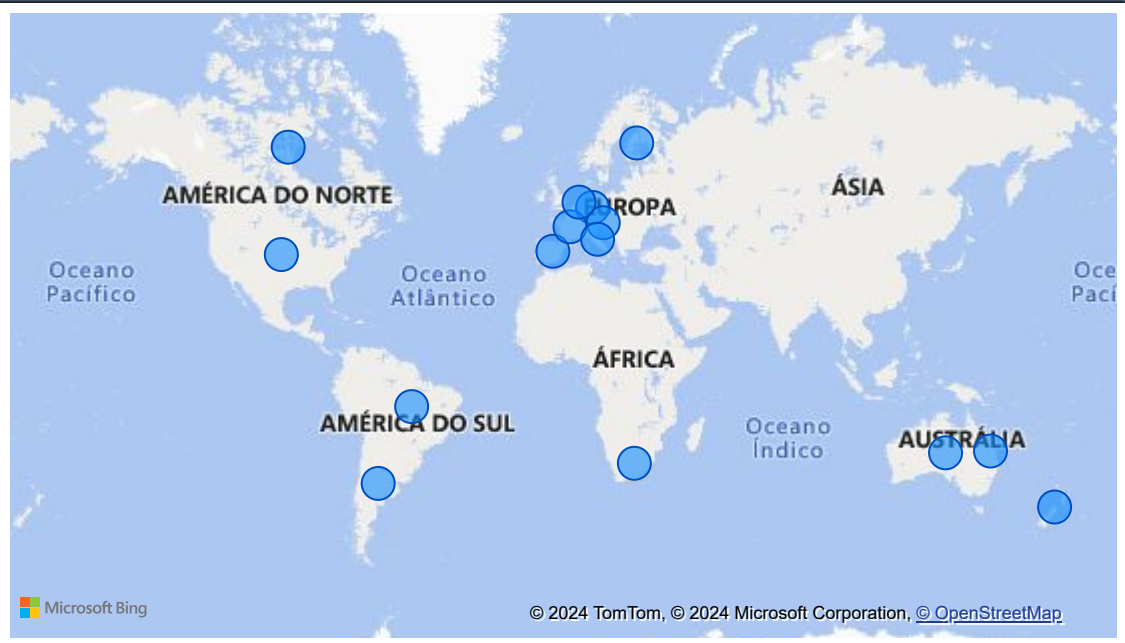 AMÉRICA DO NORTE
EUROPA
ÁSIA
Oceano
Pacífico
Oceano
Atlântico
Oce
Pací
ÁFRICA
AMÉRICA DO SUL
Oceano
Índico
AUSTRÁLIA
Microsoft Bing
© 2024 TomTom, © 2024 Microsoft Corporation, © OpenStreetMap